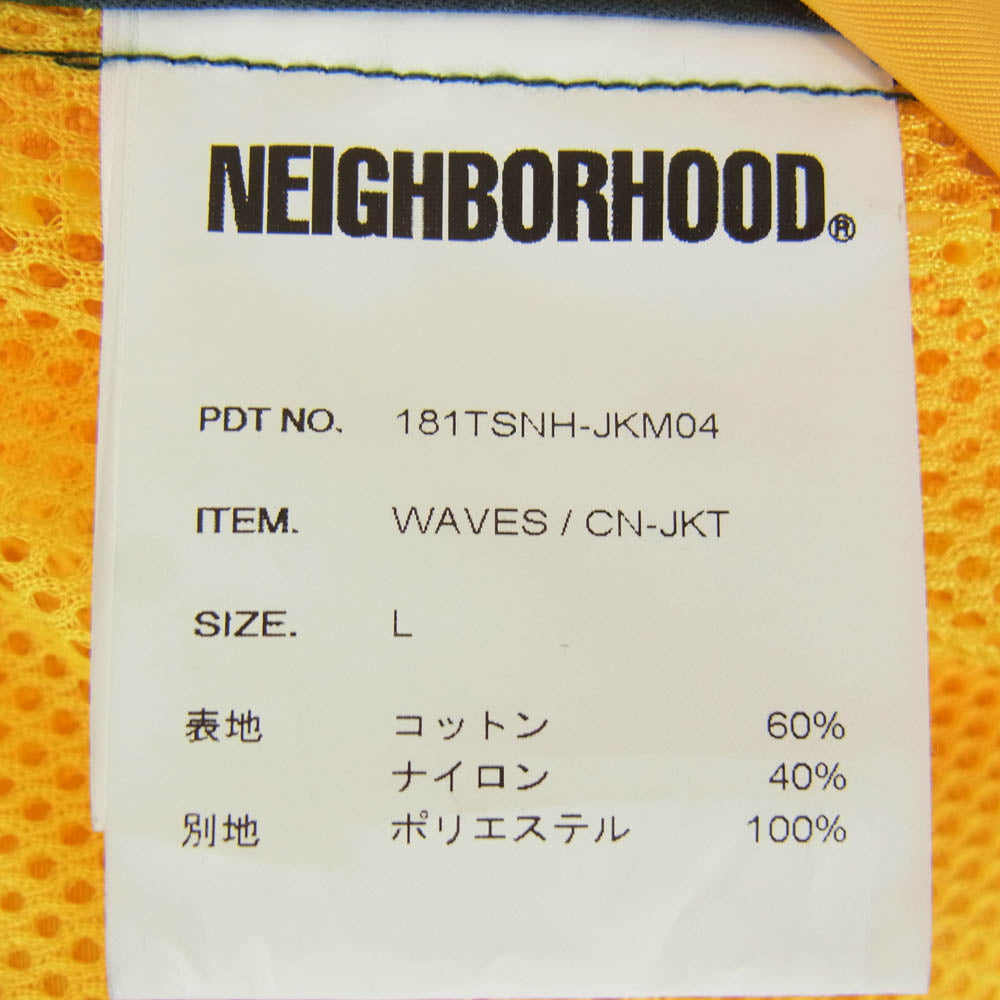 NEIGHBORHOOD®
PDT NO. 181TSNH-JKM04
ITEM. WAVES / CN-JKT
SIZE. L
表地 コットン 60%
ナイロン 40%
別地 ポリエステル 100%